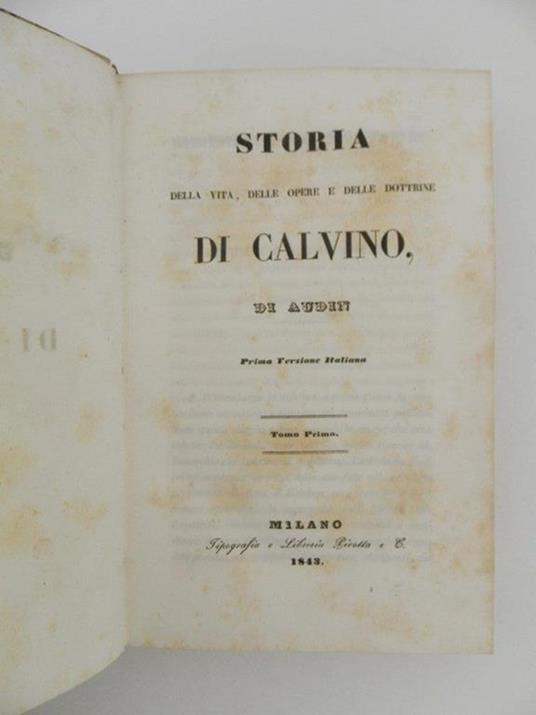 STORIA
DELLA VITA, DELLE OPERE E DELLE DOTTRINE
DI CALVINO,
DI AUDIN
Prima Versione Italiana
Tomo Primo.
MILANO
Tipografia e Libreria Pirotta e C.
1843.
DI